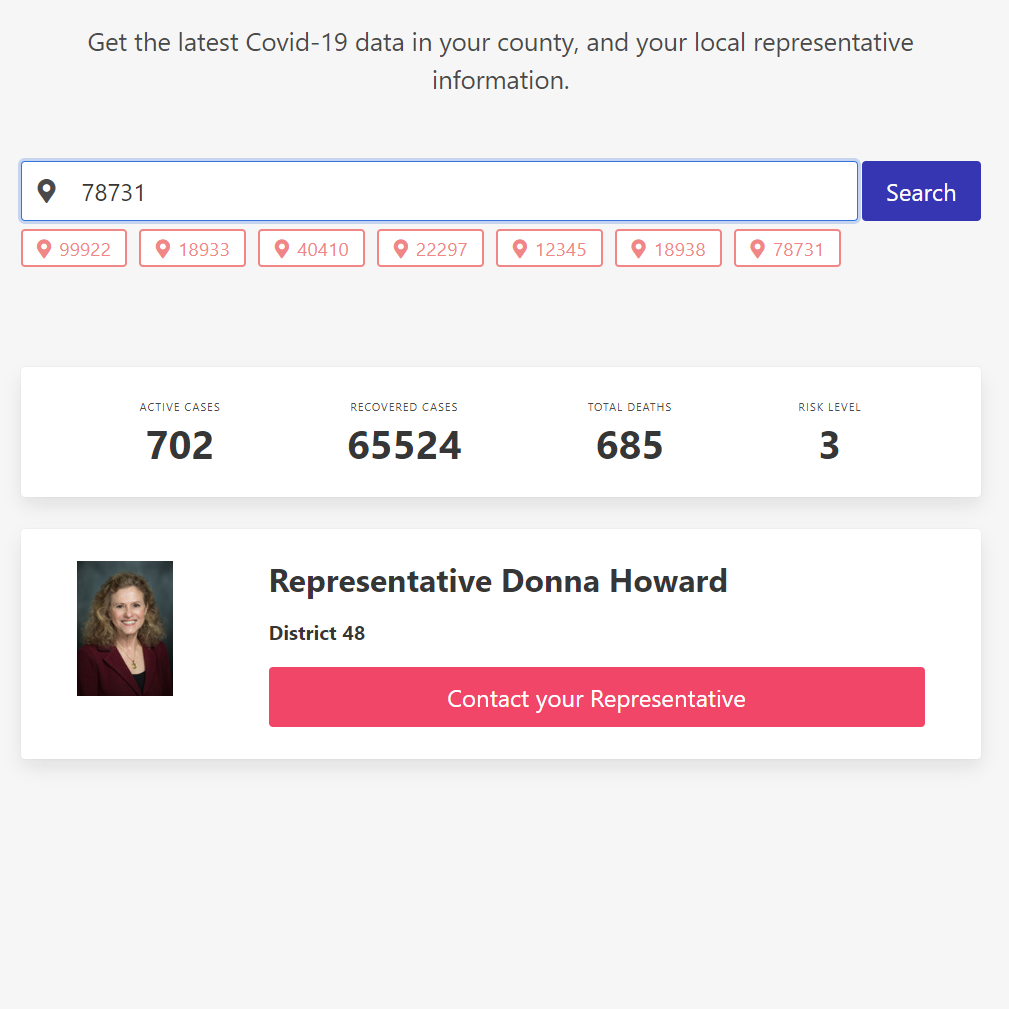 Get the latest Covid-19 data in your county, and your local representative
information.
78731
Search
99922 18933 40410 22297 12345 18938 78731
ACTIVE CASES RECOVERED CASES TOTAL DEATHS RISK LEVEL
702 65524 685 3
Representative Donna Howard
District 48
Contact your Representative